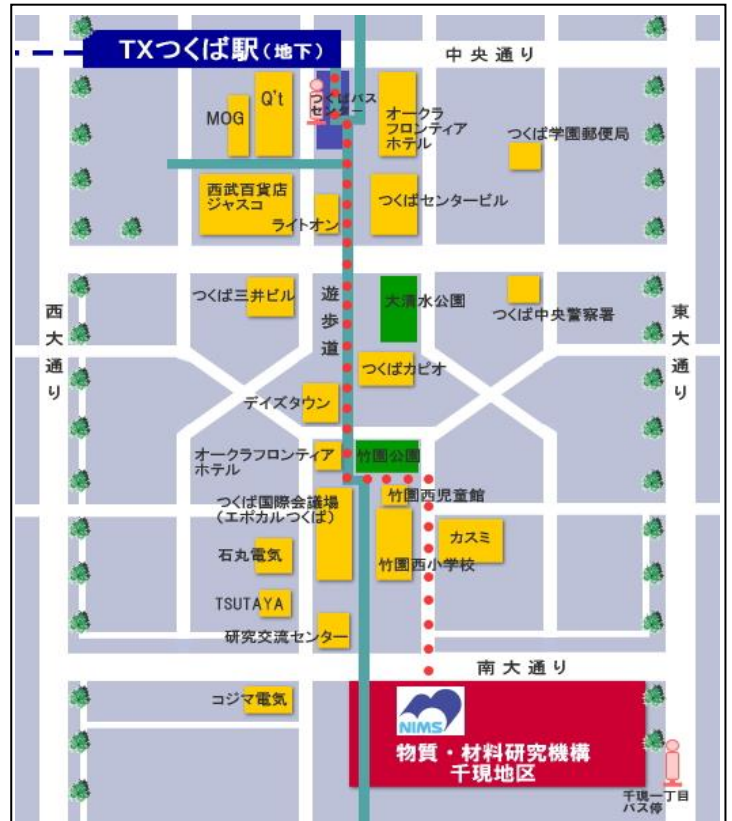 TXつくば駅(地下)
中央通り
つくばバス
センター
Q't
MOG
オークラ
フロンティア
ホテル
つくば学園郵便局
西武百貨店
ジャスコ
ライトオン
つくばセンタービル
つくば三井ビル
遊歩道
大清水公園
つくば中央警察署
西大通り
東大通り
つくばカピオ
デイズタウン
オークラフロンティア
ホテル
竹園公園
つくば国際会議場
(エポカルつくば)
竹園西児童館
カスミ
石丸電気
竹園西小学校
TSUTAYA
研究交流センター
南大通り
コジマ電気
NIMS
物質・材料研究機構
千現地区
千現一丁目
バス停